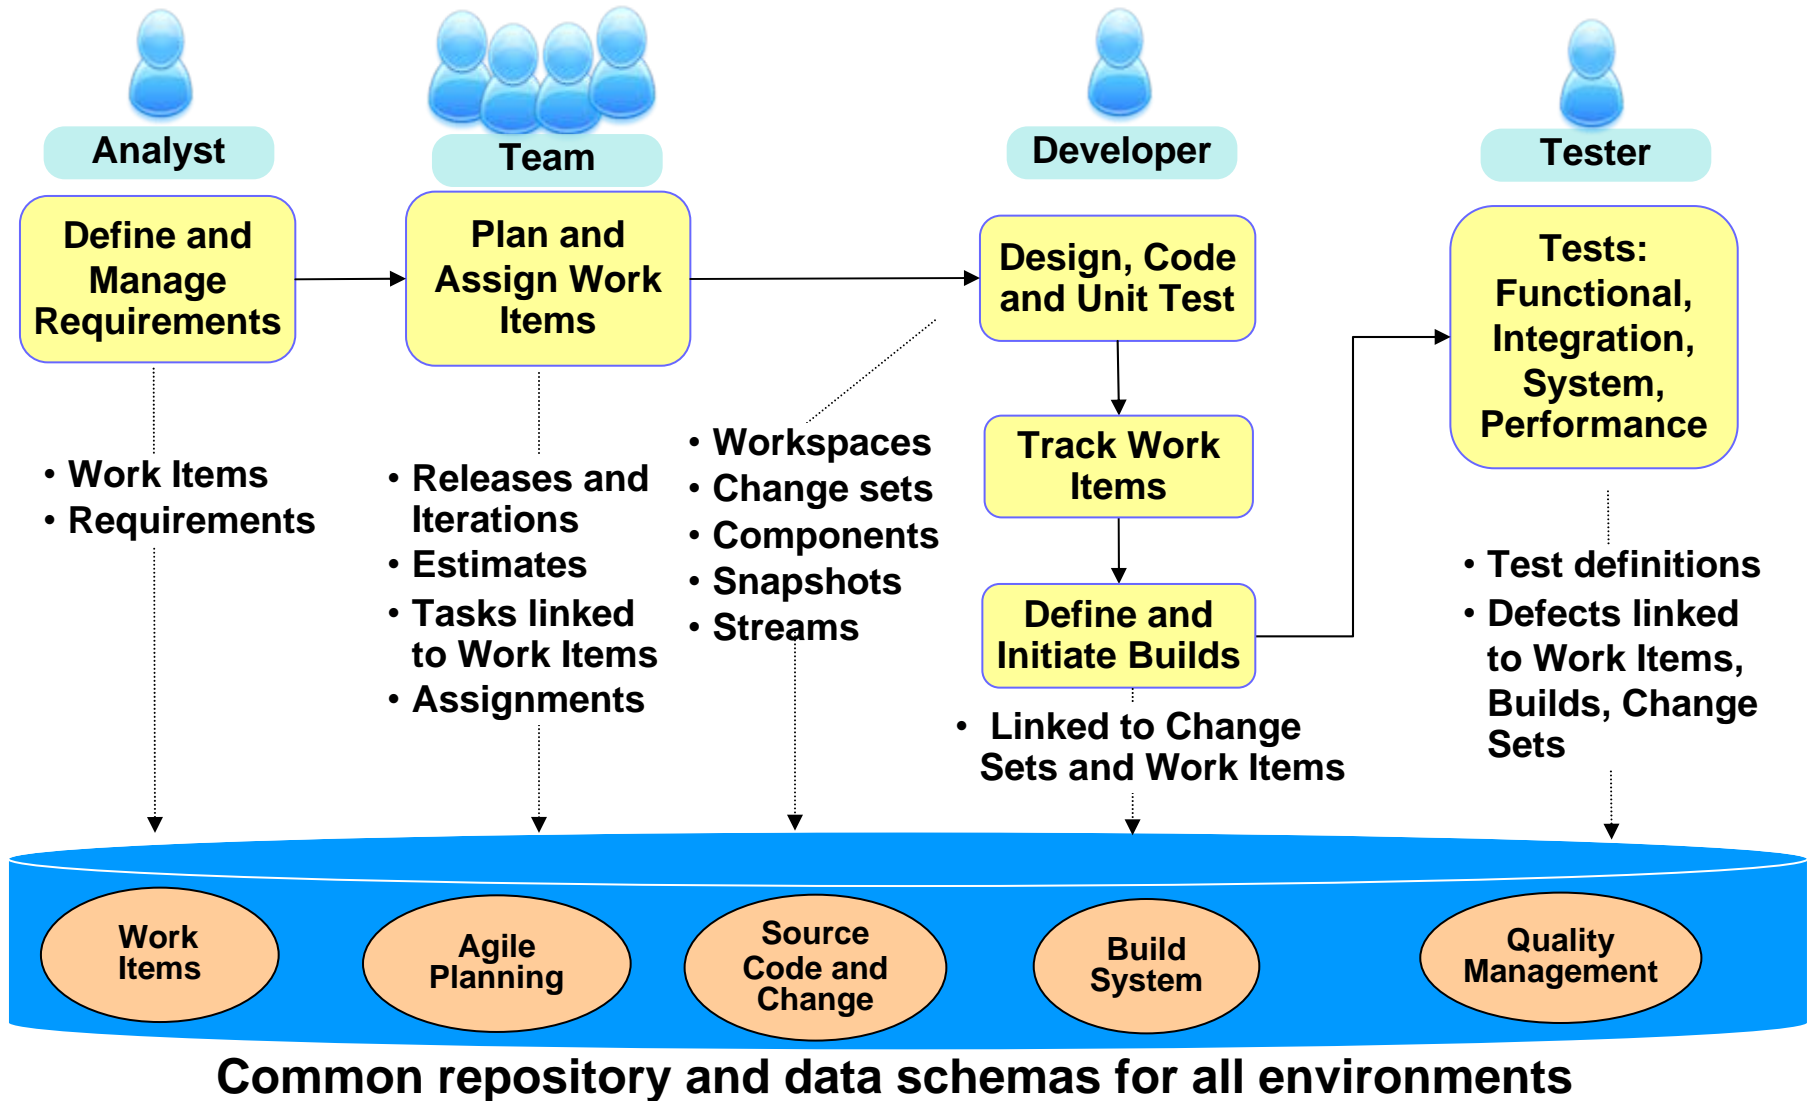 Analyst
Team
Developer
Tester
Define and
Manage
Requirements
Plan and
Assign Work
Items
Design, Code
and Unit Test
Tests:
Functional,
Integration,
System,
Performance
Track Work
Items
Define and
Initiate Builds
• Work Items
• Requirements
• Releases and
Iterations
• Estimates
• Tasks linked
to Work Items
• Assignments
• Workspaces
• Change sets
• Components
• Snapshots
• Streams
• Linked to Change
Sets and Work Items
• Test definitions
• Defects linked
to Work Items,
Builds, Change
Sets
Work
Items
Agile
Planning
Source
Code and
Change
Build
System
Quality
Management
Common repository and data schemas for all environments